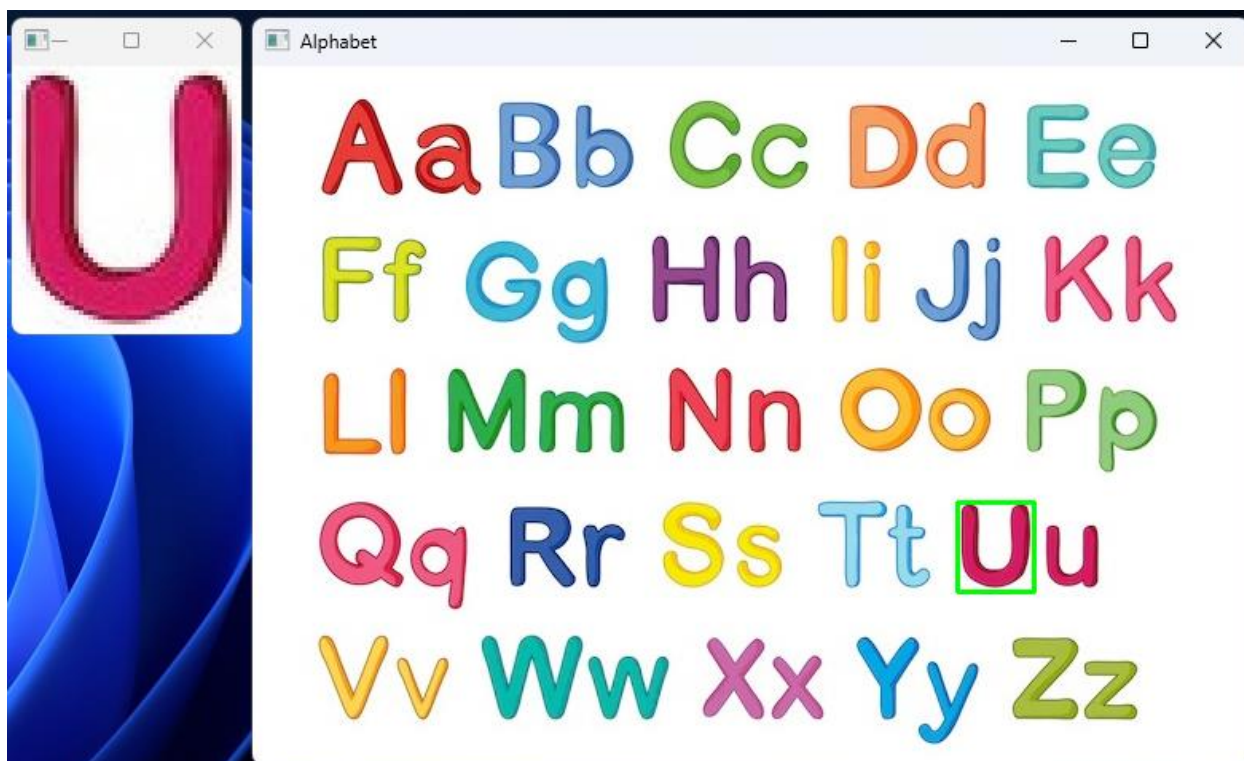 U
Alphabet
Aa Bb Cc Dd Ee
Ff Gg Hh Ii Jj Kk
Ll Mm Nn Oo Pp
Qq Rr Ss Tt Uu
Vv Ww Xx Yy Zz